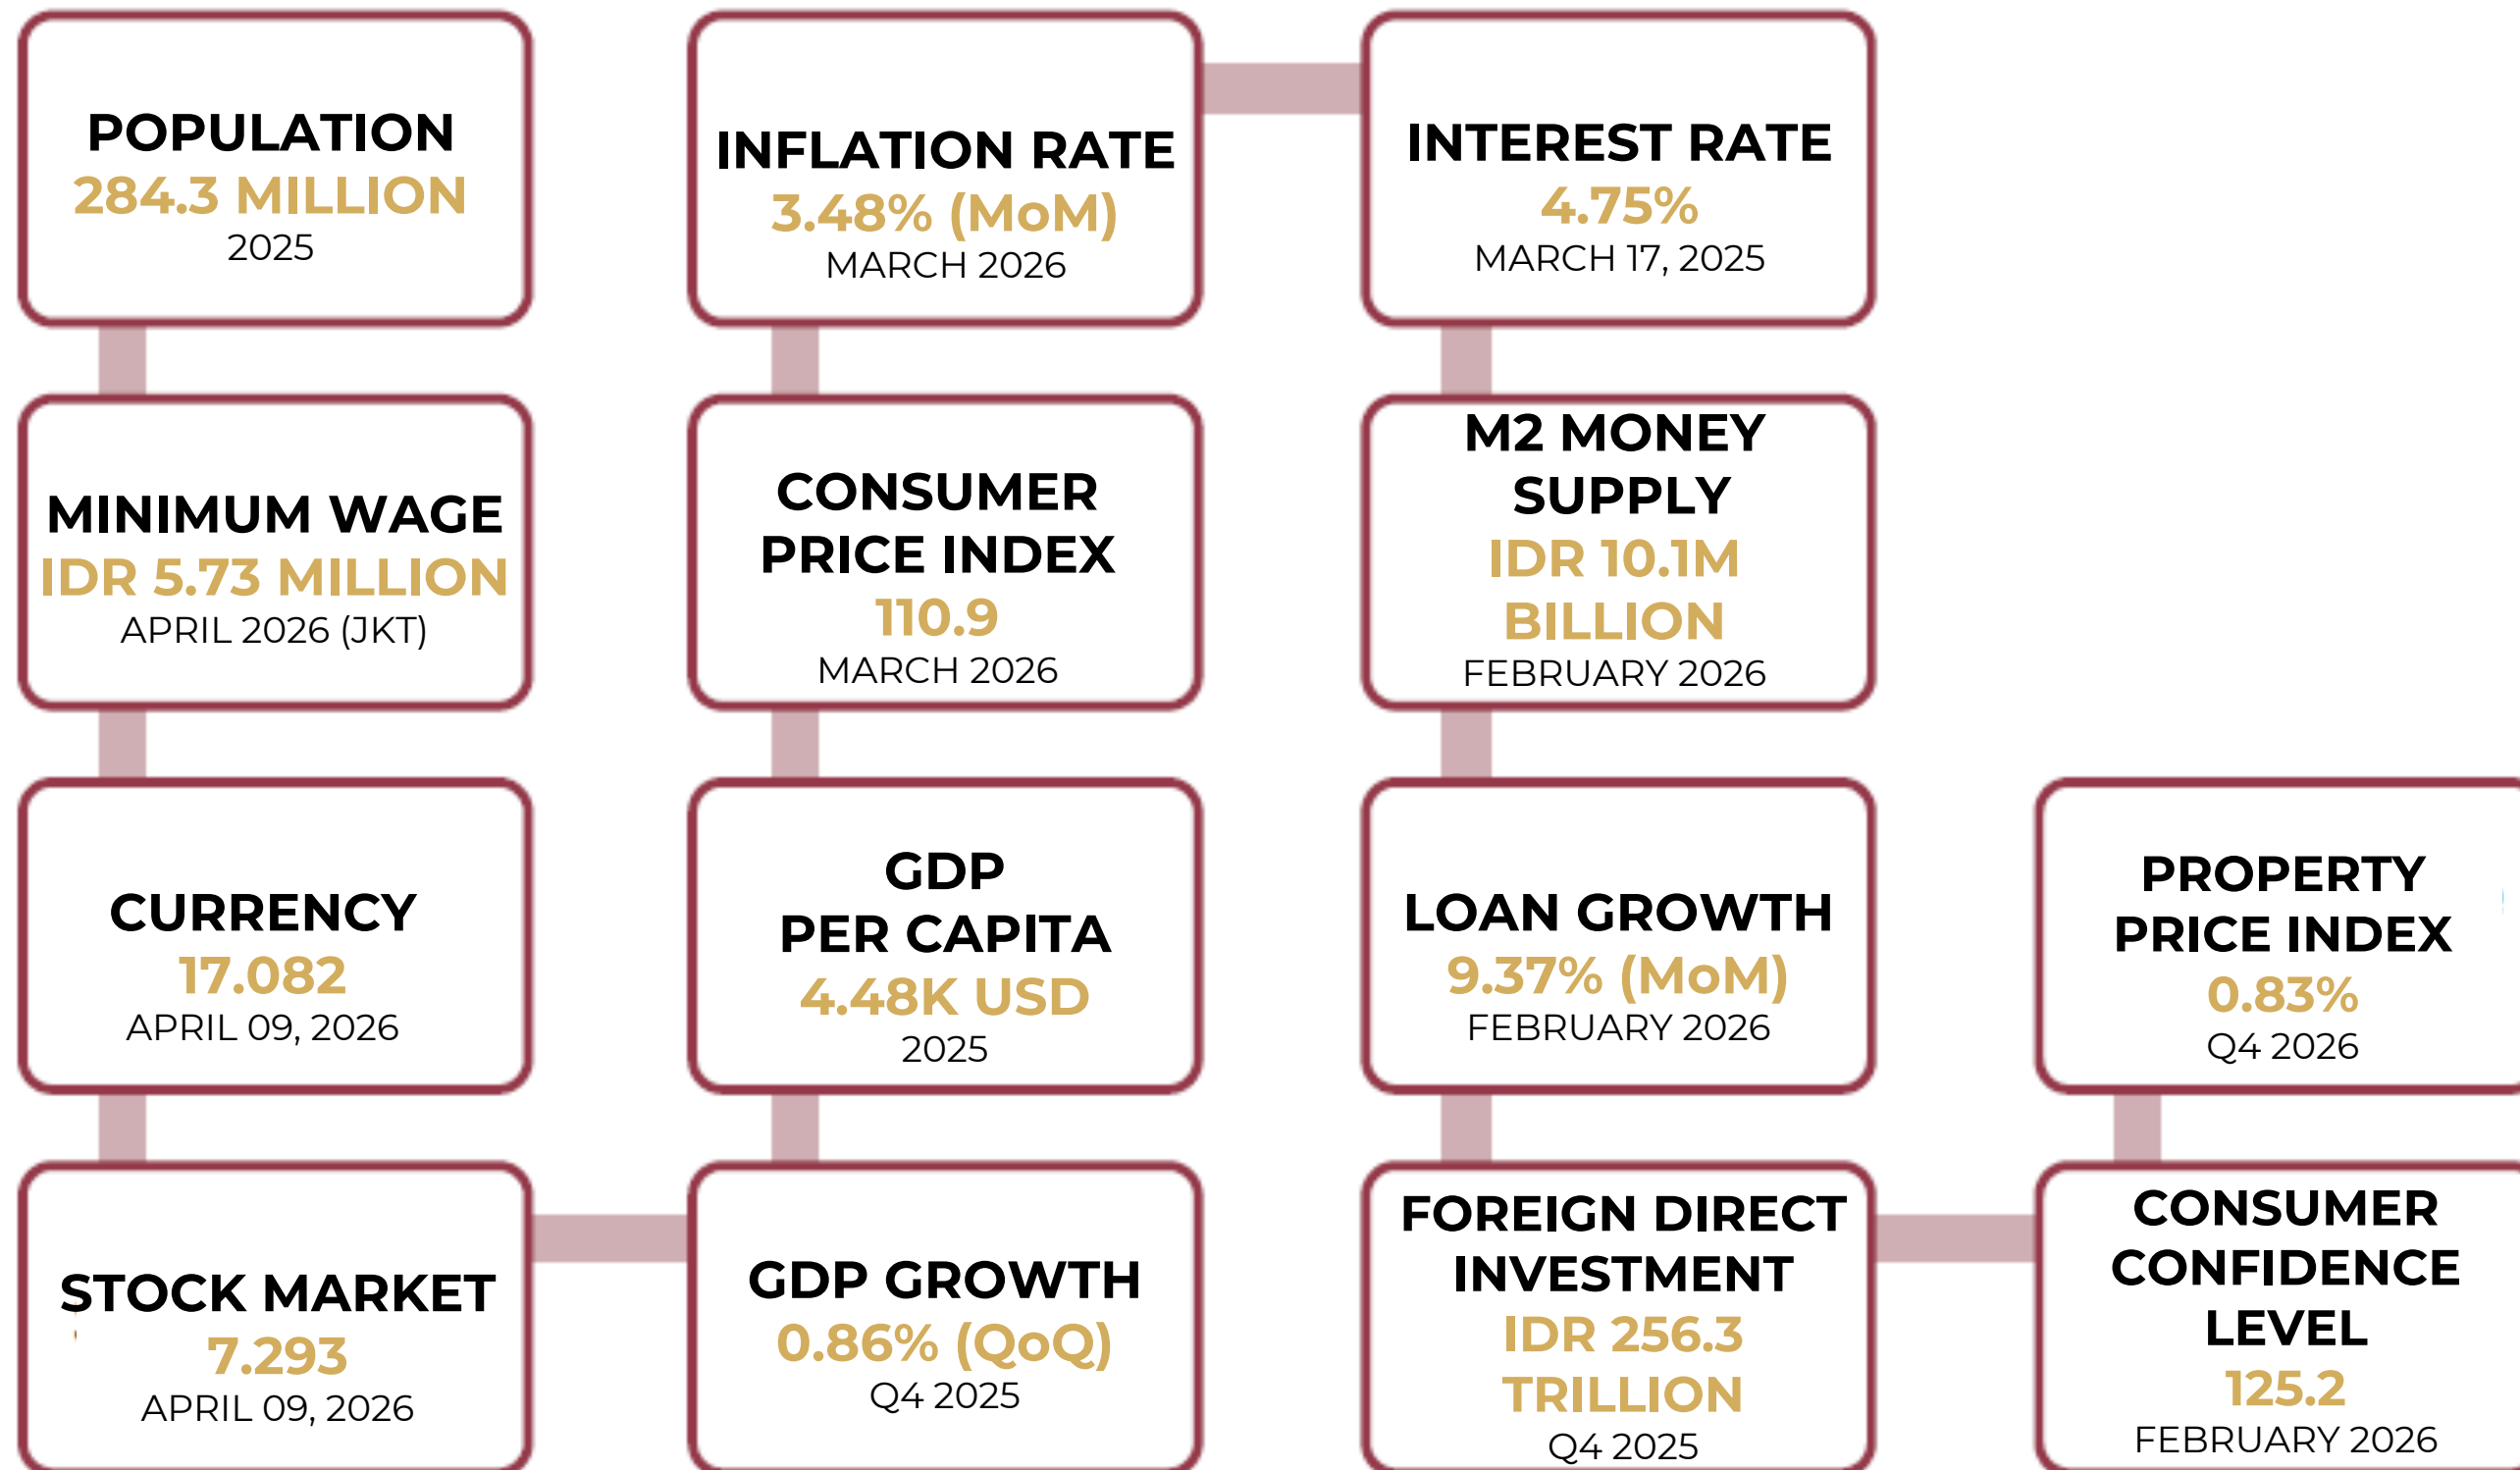 POPULATION
284.3 MILLION
2025
MINIMUM WAGE
IDR 5.73 MILLION
APRIL 2026 (JKT)
CURRENCY
17.082
APRIL 09, 2026
STOCK MARKET
7.293
APRIL 09, 2026
GDP GROWTH
0.86% (QoQ)
Q4 2025
GDP
PER CAPITA
4.48K USD
2025
CONSUMER
PRICE INDEX
110.9
MARCH 2026
INFLATION RATE
3.48% (MoM)
MARCH 2026
INTEREST RATE
4.75%
MARCH 17, 2025
M2 MONEY
SUPPLY
IDR 10.1M
BILLION
FEBRUARY 2026
LOAN GROWTH
9.37% (MoM)
FEBRUARY 2026
FOREIGN DIRECT
INVESTMENT
IDR 256.3
TRILLION
Q4 2025
CONSUMER
CONFIDENCE
LEVEL
125.2
FEBRUARY 2026
PROPERTY
PRICE INDEX
0.83%
Q4 2026